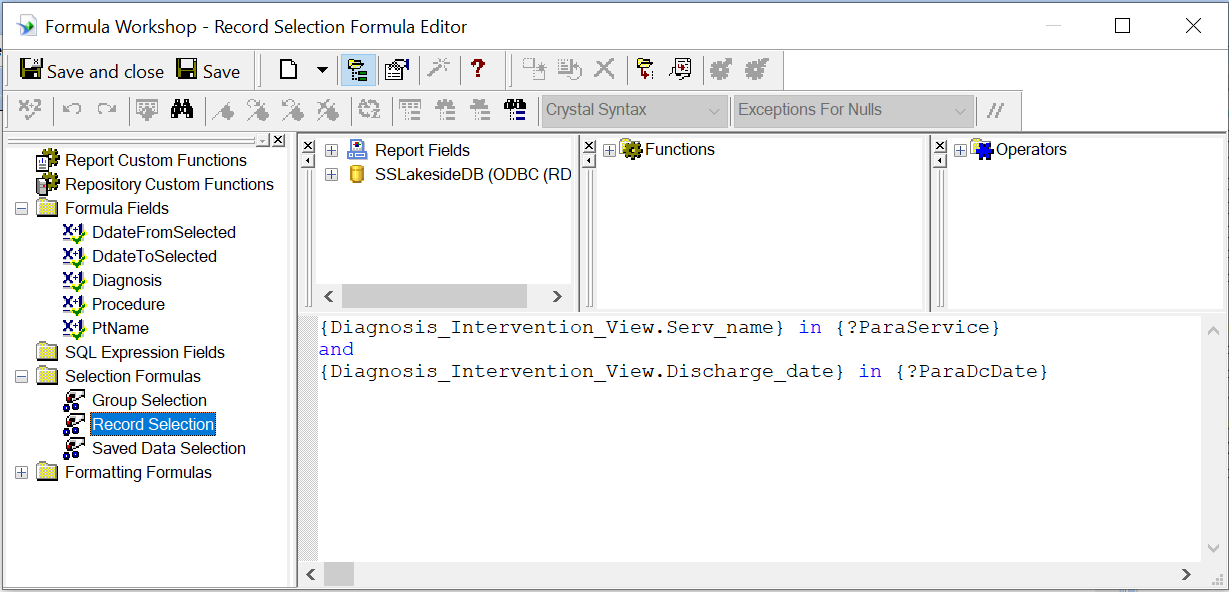 Formula Workshop - Record Selection Formula Editor
Save and close Save
Crystal Syntax Exceptions For Nulls //
Report Custom Functions
Repository Custom Functions
Formula Fields
DdateFromSelected
DdateToSelected
Diagnosis
Procedure
PtName
SQL Expression Fields
Selection Formulas
Group Selection
Record Selection
Saved Data Selection
Formatting Formulas
Report Fields
SSLakesideDB (ODBC (RD
Functions
Operators
{Diagnosis_Intervention_View.Serv_name} in {?ParaService}
and
{Diagnosis_Intervention_View.Discharge_date} in {?ParaDcDate}